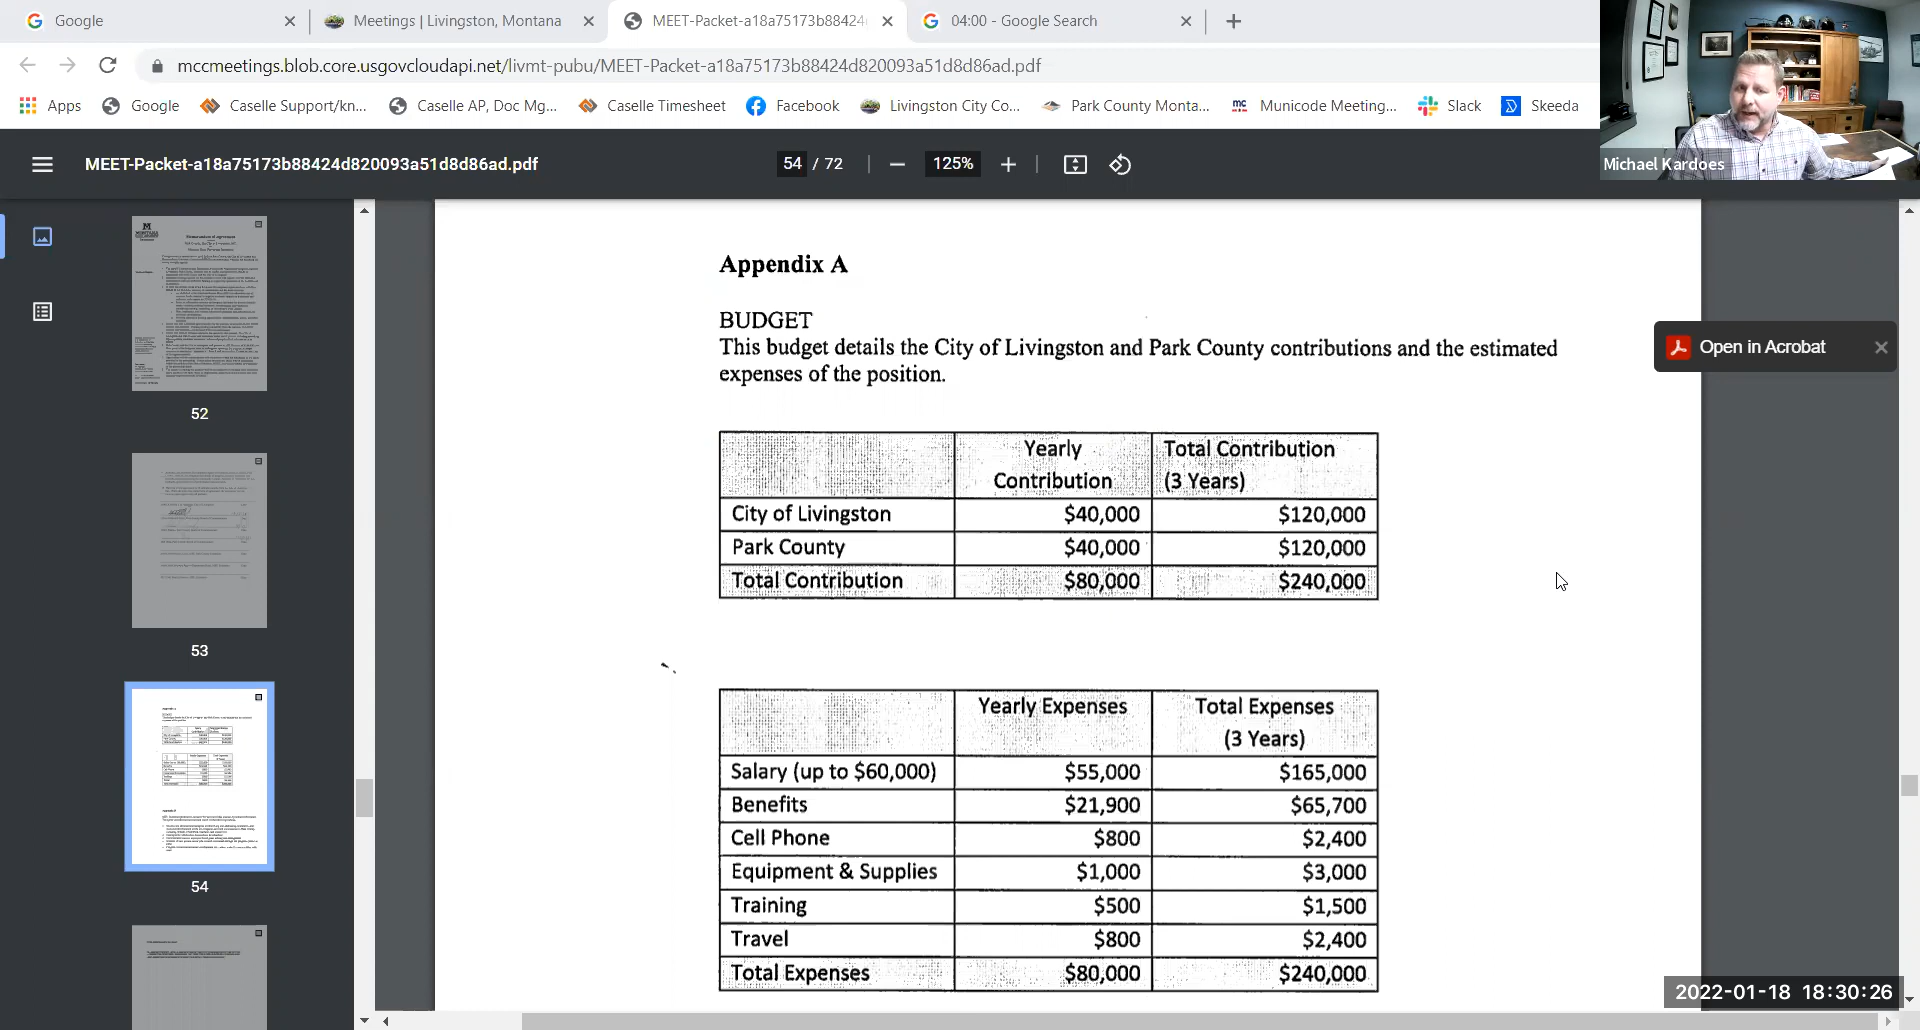 Google
Meetings | Livingston, Montana
MEET-Packet-a18a75173b88424
04:00 - Google Search
mccmeetings.blob.core.usgovcloudapi.net/livmt-pubu/MEET-Packet-a18a75173b88424d820093a51d8d86ad.pdf
Apps
Google
Caselle Support/kn...
Caselle AP, Doc Mg...
Caselle Timesheet
Facebook
Livingston City Co...
Park County Monta...
mc Municode Meeting...
Slack
Skeeda
MEET-Packet-a18a75173b88424d820093a51d8d86ad.pdf
54 / 72
125%
Michael Kardoes
52
53
54
Open in Acrobat
Appendix A
BUDGET
This budget details the City of Livingston and Park County contributions and the estimated
expenses of the position.
Yearly Contribution
Total Contribution (3 Years)
City of Livingston $40,000 $120,000
Park County $40,000 $120,000
Total Contribution $80,000 $240,000
Yearly Expenses
Total Expenses (3 Years)
Salary (up to $60,000) $55,000 $165,000
Benefits $21,900 $65,700
Cell Phone $800 $2,400
Equipment & Supplies $1,000 $3,000
Training $500 $1,500
Travel $800 $2,400
Total Expenses $80,000 $240,000
2022-01-18 18:30:26